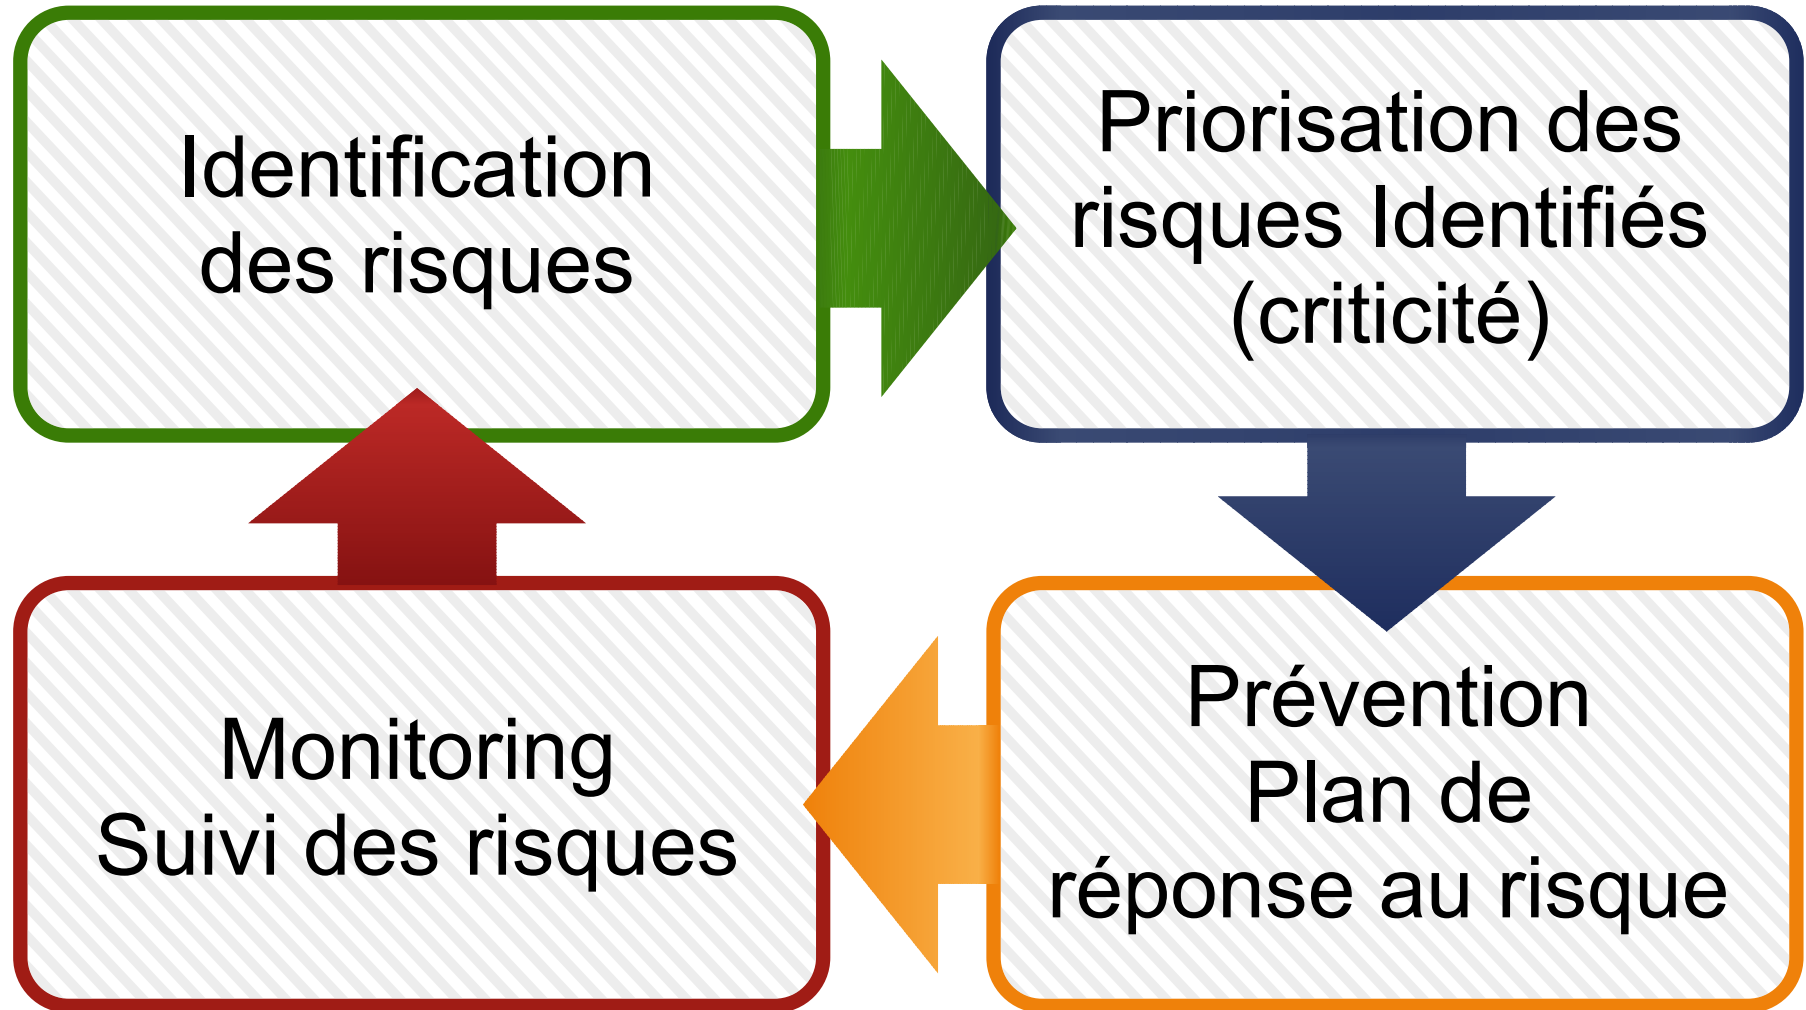 Identification
des risques
Priorisation des
risques Identifiés
(criticité)
Prévention
Plan de
réponse au risque
Monitoring
Suivi des risques